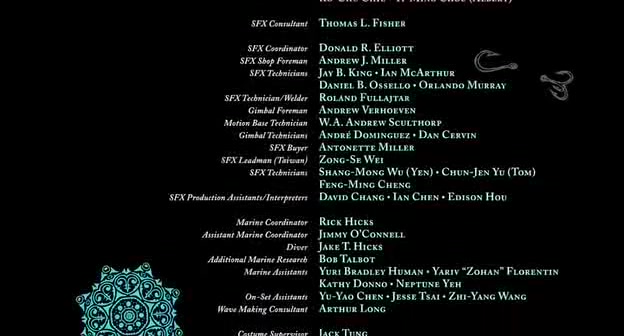 SFX Consultant Thomas L. Fisher
SFX Coordinator Donald R. Elliott
SFX Shop Foreman Andrew J. Miller
SFX Technicians Jay B. King • Ian McArthur
Daniel B. Ossello • Orlando Murray
SFX Technician/Welder Roland Fullajtar
Gimbal Foreman Andrew Verhoeven
Motion Base Technician W.A. Andrew Sculthorp
Gimbal Technicians André Dominguez • Dan Cervin
SFX Buyer Antonette Miller
SFX Leadman (Taiwan) Zong-Se Wei
SFX Technicians Shang-Mong Wu (Yen) • Chun-Jen Yu (Tom)
Feng-Ming Cheng
SFX Production Assistants/Interpreters David Chang • Ian Chen • Edison Hou
Marine Coordinator Rick Hicks
Assistant Marine Coordinator Jimmy O'Connell
Diver Jake T. Hicks
Additional Marine Research Bob Talbot
Marine Assistants Yuri Bradley Human • Yariv "Zohan" Florentin
Kathy Donno • Neptune Yeh
On-Set Assistants Yu-Yao Chen • Jesse Tsai • Zhi-Yang Wang
Wave Making Consultant Arthur Long
Costume Supervisor Jack Tung